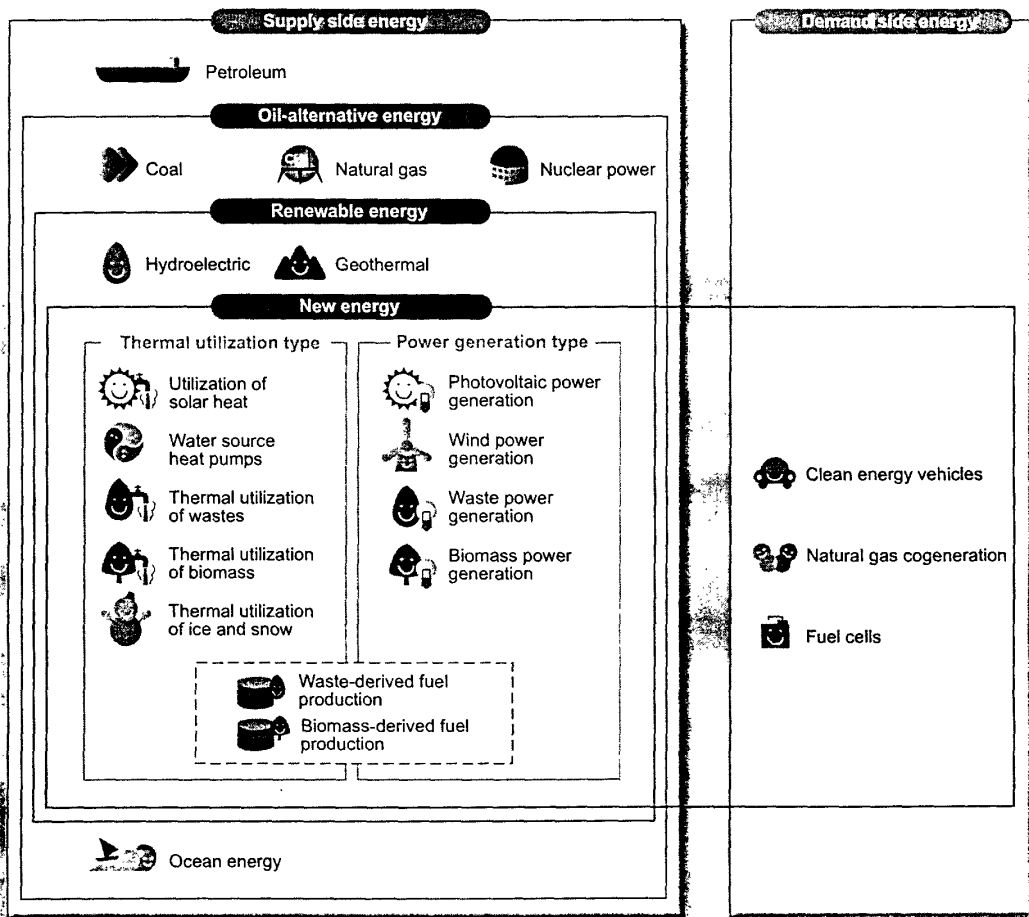 Supply side energy
Demand side energy
Petroleum
Oil-alternative energy
Coal
Natural gas
Nuclear power
Renewable energy
Hydroelectric
Geothermal
New energy
Thermal utilization type
Utilization of
solar heat
Water source
heat pumps
Thermal utilization
of wastes
Thermal utilization
of biomass
Thermal utilization
of ice and snow
Power generation type
Photovoltaic power
generation
Wind power
generation
Waste power
generation
Biomass power
generation
Waste-derived fuel
production
Biomass-derived fuel
production
Clean energy vehicles
Natural gas cogeneration
Fuel cells
Ocean energy